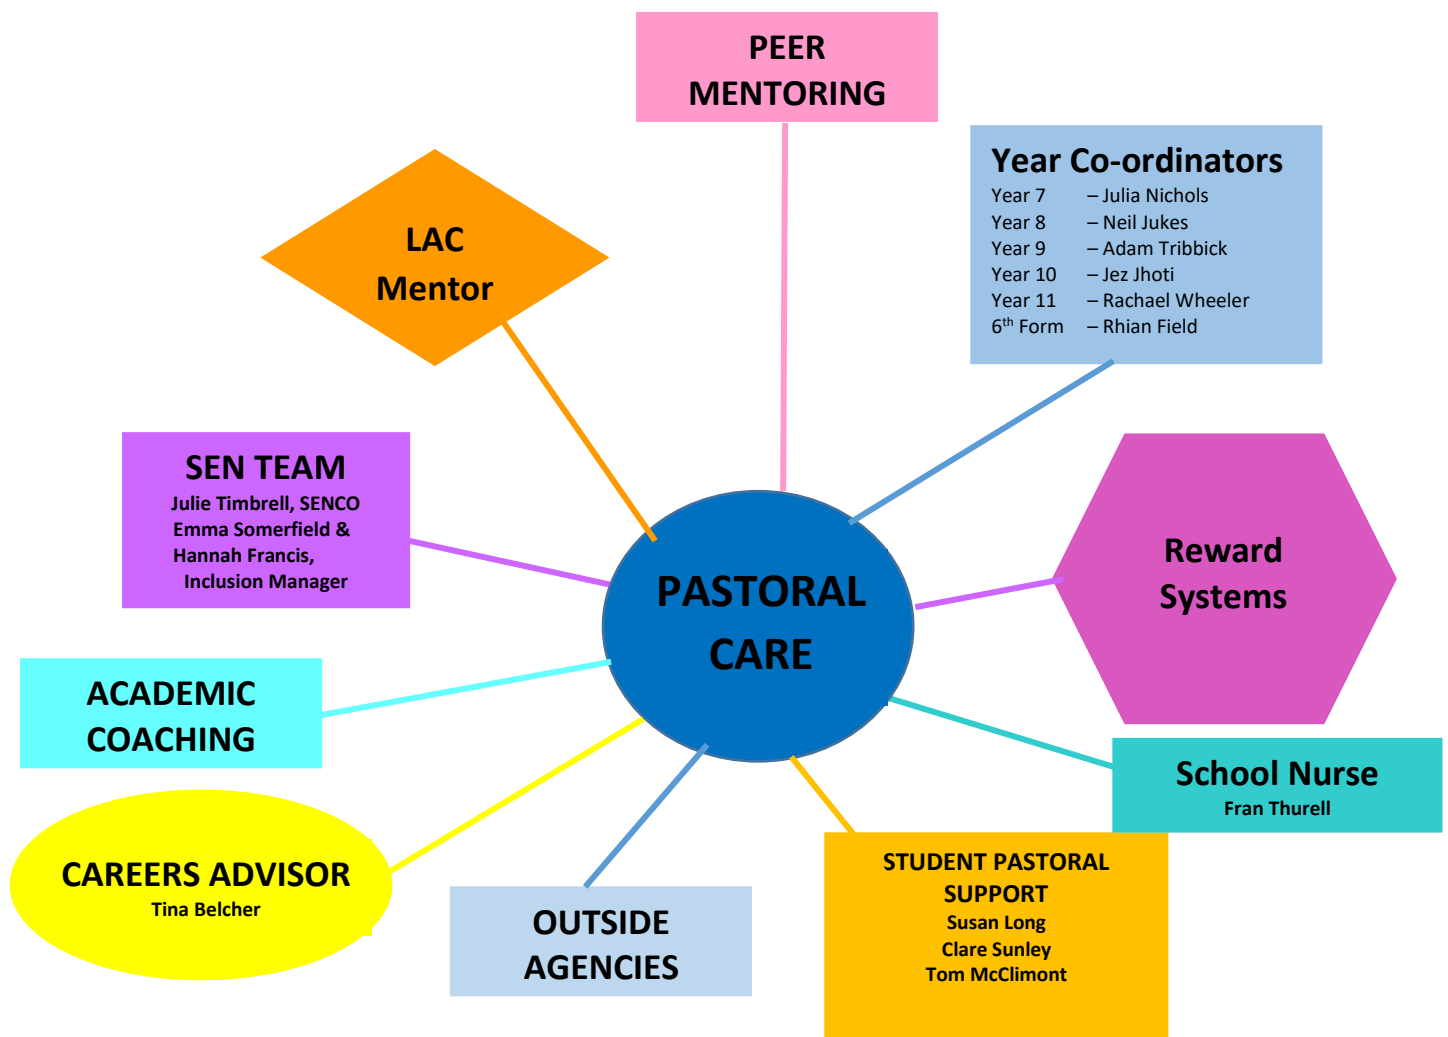 PEER
MENTORING
Year Co-ordinators
Year 7 – Julia Nichols
Year 8 – Neil Jukes
Year 9 – Adam Tribbick
Year 10 – Jez Jhoti
Year 11 – Rachael Wheeler
6th Form – Rhian Field
LAC
Mentor
SEN TEAM
Julie Timbrell, SENCO
Emma Somerfield &
Hannah Francis,
Inclusion Manager
Reward
Systems
PASTORAL
CARE
ACADEMIC
COACHING
School Nurse
Fran Thurell
CAREERS ADVISOR
Tina Belcher
STUDENT PASTORAL
SUPPORT
Susan Long
Clare Sunley
Tom McClimont
OUTSIDE
AGENCIES